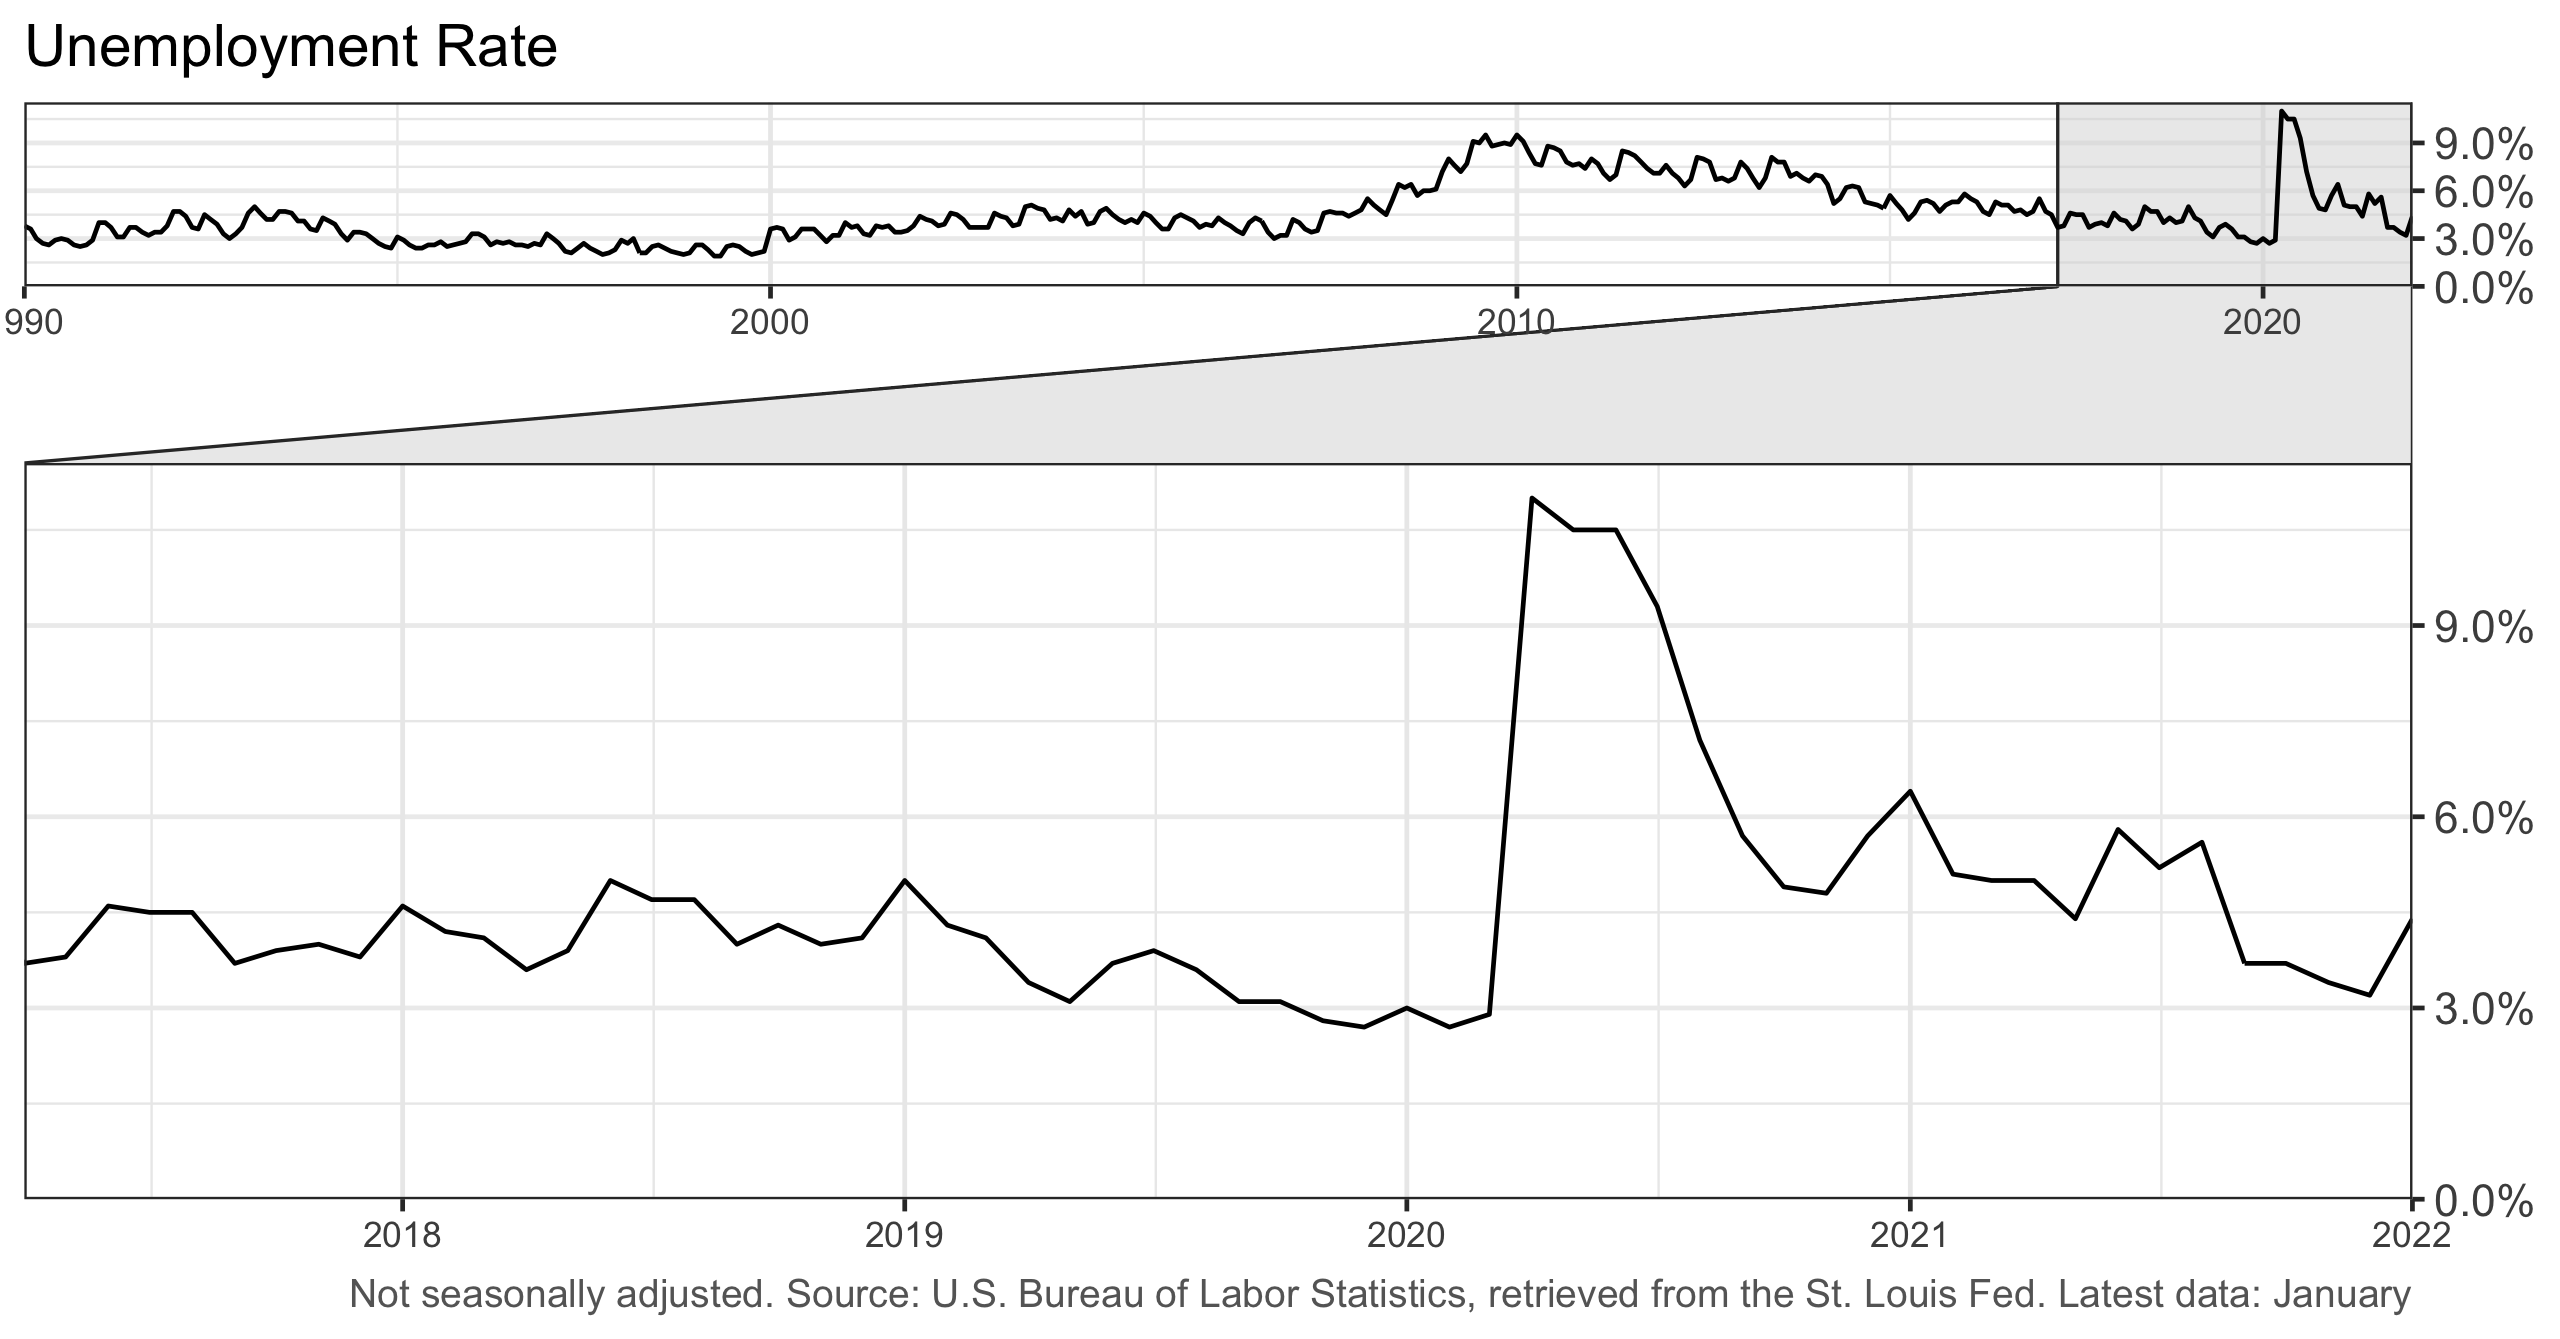 Unemployment Rate
9.0%
6.0%
3.0%
0.0%
990 2000 2010 2020
9.0%
6.0%
3.0%
0.0%
2018 2019 2020 2021 2022
Not seasonally adjusted. Source: U.S. Bureau of Labor Statistics, retrieved from the St. Louis Fed. Latest data: January